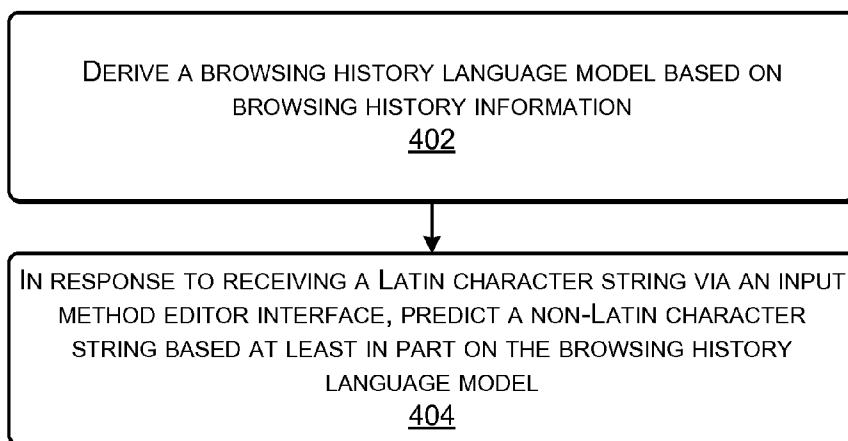 DERIVE A BROWSING HISTORY LANGUAGE MODEL BASED ON
BROWSING HISTORY INFORMATION
402
IN RESPONSE TO RECEIVING A LATIN CHARACTER STRING VIA AN INPUT
METHOD EDITOR INTERFACE, PREDICT A NON-LATIN CHARACTER
STRING BASED AT LEAST IN PART ON THE BROWSING HISTORY
LANGUAGE MODEL
404